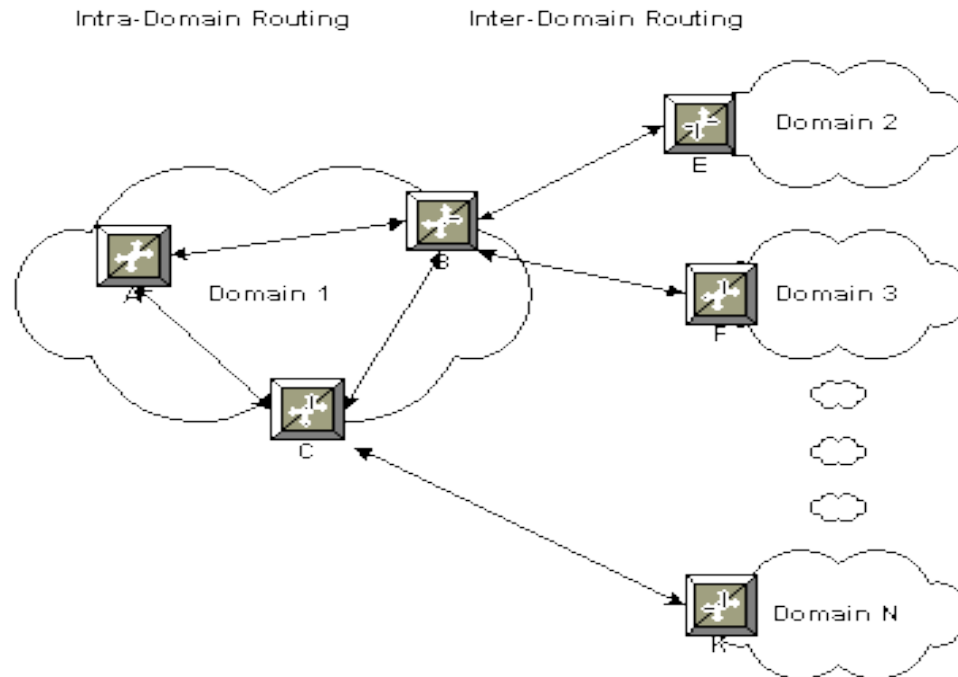 Intra-Domain Routing
Inter-Domain Routing
Domain 2
E
B
A
Domain 1
Domain 3
F
C
Domain N
K